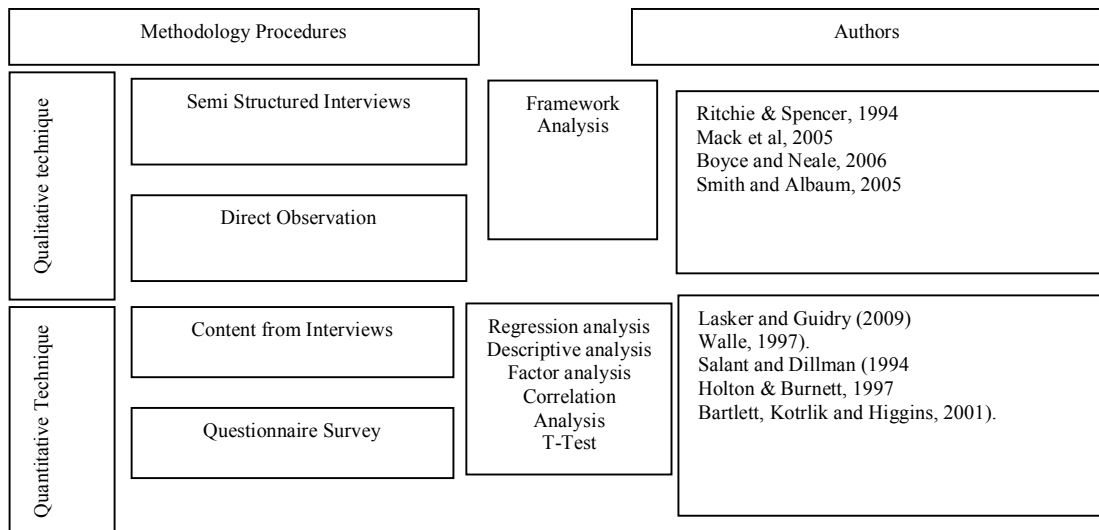 Methodology Procedures
Authors
Qualitative technique
Semi Structured Interviews
Direct Observation
Framework
Analysis
Ritchie & Spencer, 1994
Mack et al, 2005
Boyce and Neale, 2006
Smith and Albaum, 2005
Quantitative Technique
Content from Interviews
Questionnaire Survey
Regression analysis
Descriptive analysis
Factor analysis
Correlation
Analysis
T-Test
Lasker and Guidry (2009)
Walle, 1997).
Salant and Dillman (1994
Holton & Burnett, 1997
Bartlett, Kotrlik and Higgins, 2001).